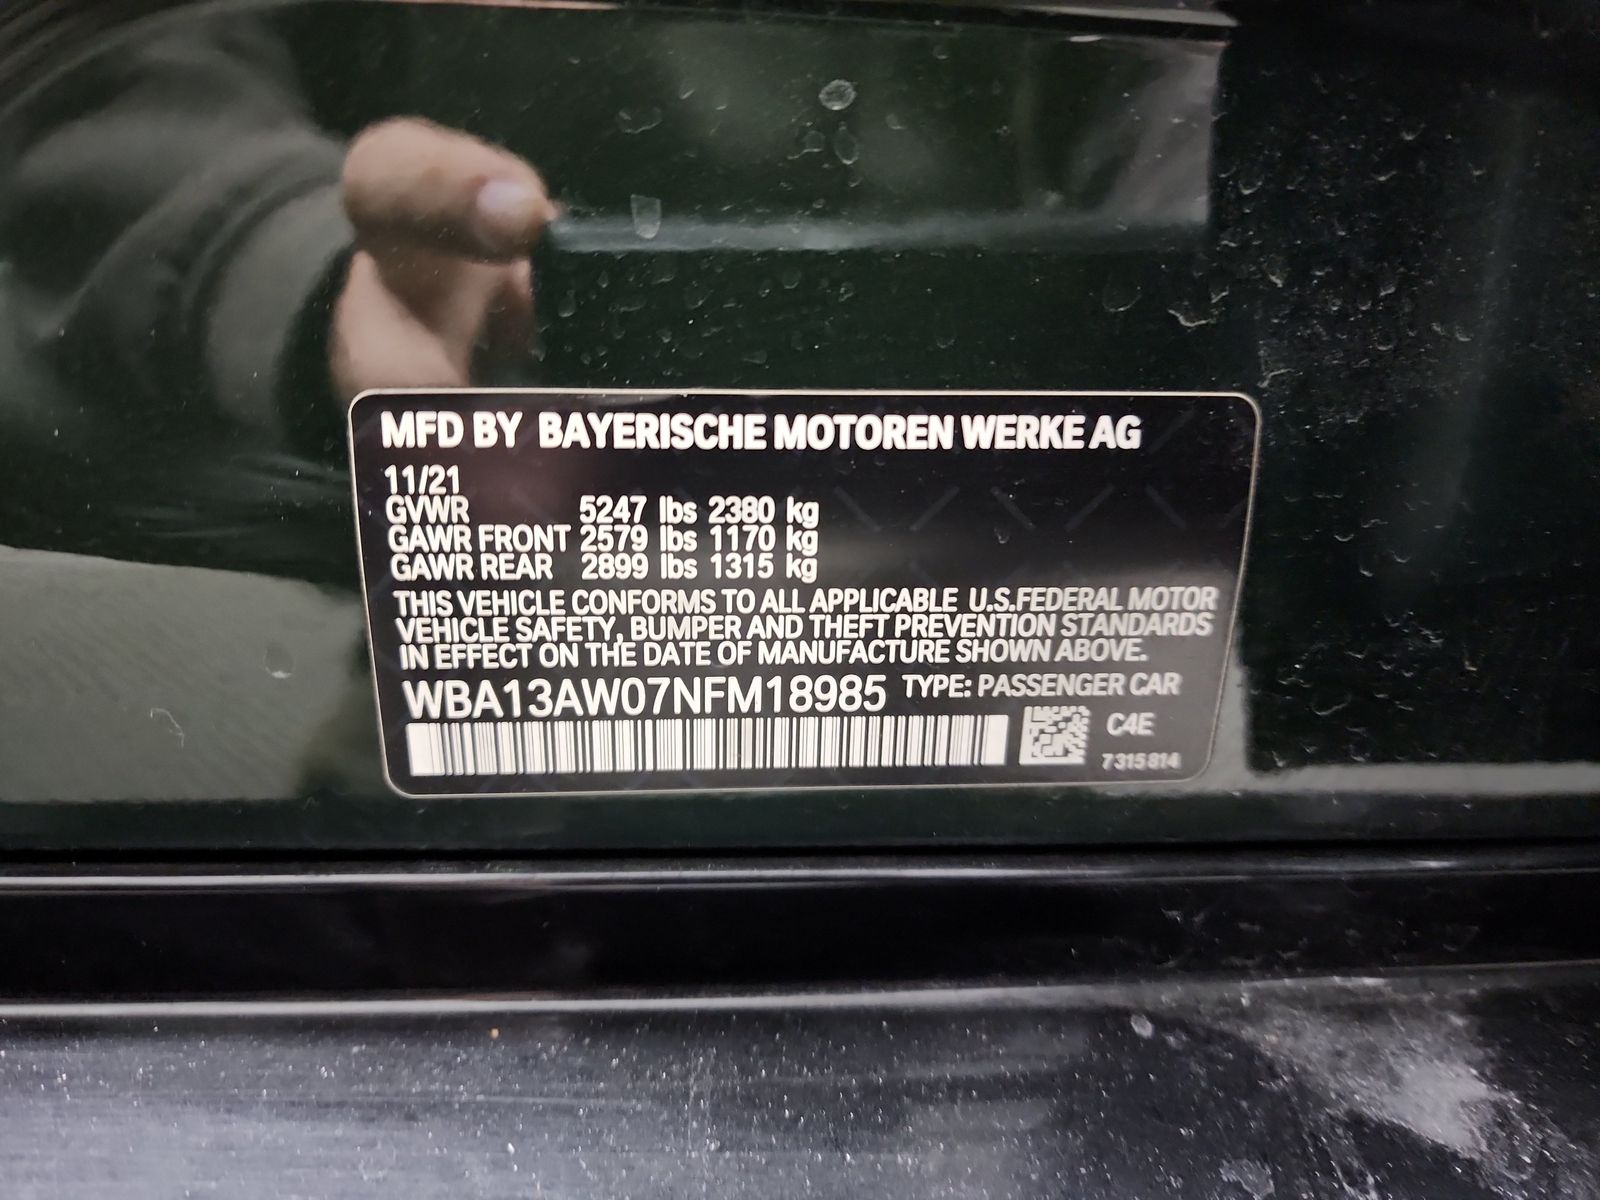 MFD BY BAYERISCHE MOTOREN WERKE AG
11/21
GVWR 5247 lbs 2380 kg
GAWR FRONT 2579 lbs 1170 kg
GAWR REAR 2899 lbs 1315 kg
THIS VEHICLE CONFORMS TO ALL APPLICABLE U.S.FEDERAL MOTOR
VEHICLE SAFETY, BUMPER AND THEFT PREVENTION STANDARDS
IN EFFECT ON THE DATE OF MANUFACTURE SHOWN ABOVE.
WBA13AW07NFM18985 TYPE: PASSENGER CAR
C4E
7315814